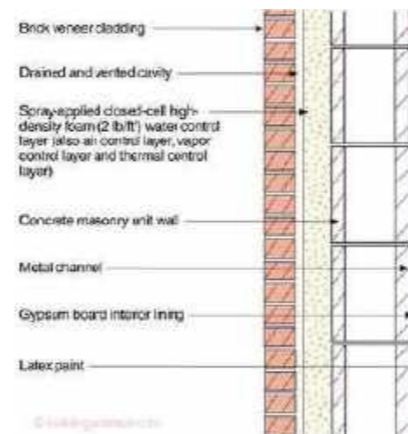 Brick veneer cladding
Drained and vented cavity
Spray-applied closed-cell high-
density foam (2 lb/ft³) water control
layer (also air control layer, vapor
control layer and thermal control
layer)
Concrete masonry unit wall
Metal channel
Gypsum board interior lining
Latex paint